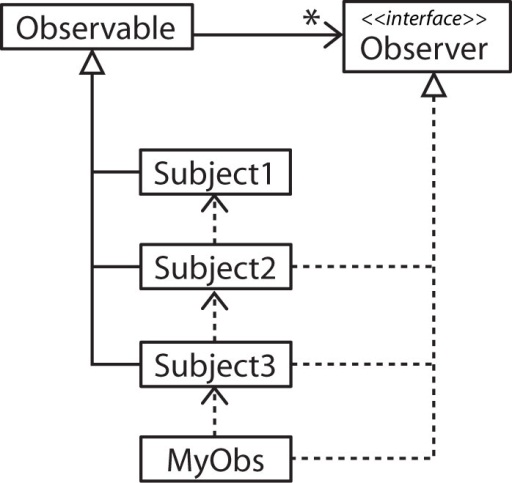 Observable
*
<<interface>>
Observer
Subject1
Subject2
Subject3
MyObs